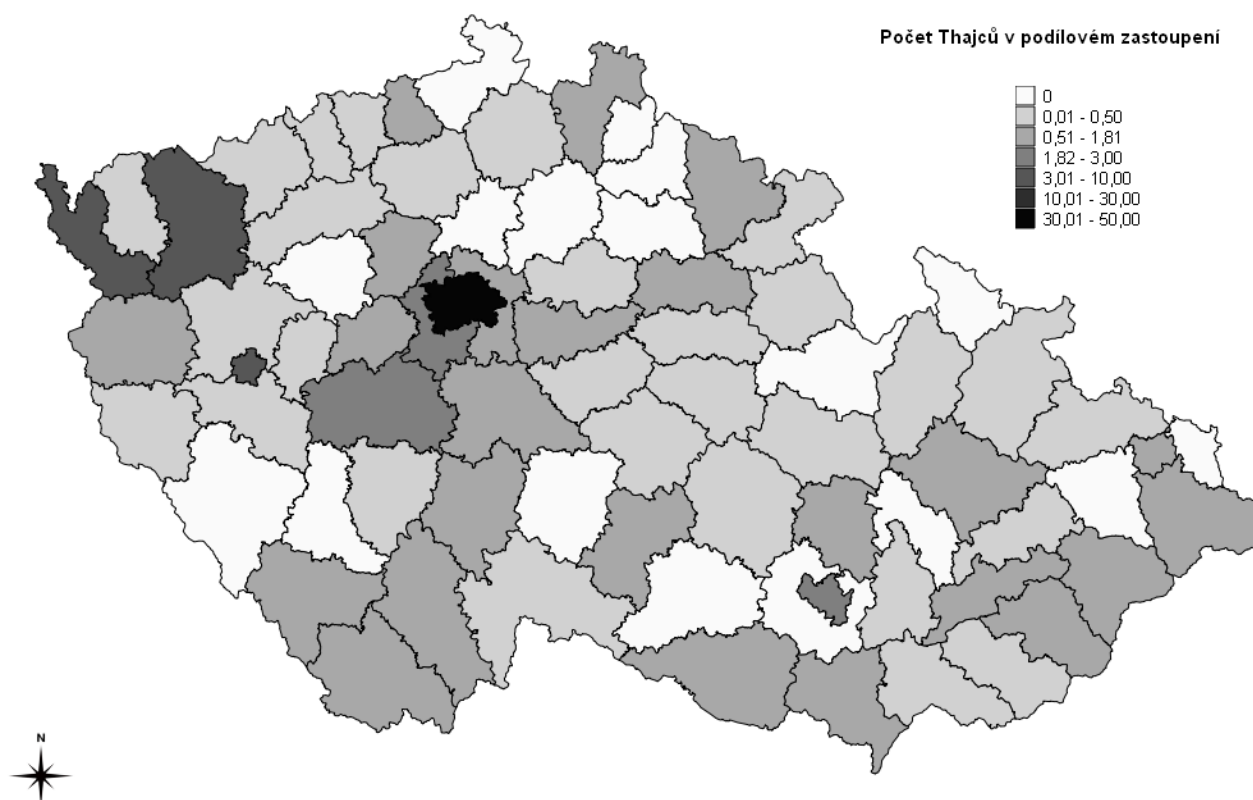 Počet Thajců v podílovém zastoupení
0
0,01 - 0,50
0,51 - 1,81
1,82 - 3,00
3,01 - 10,00
10,01 - 30,00
30,01 - 50,00
N